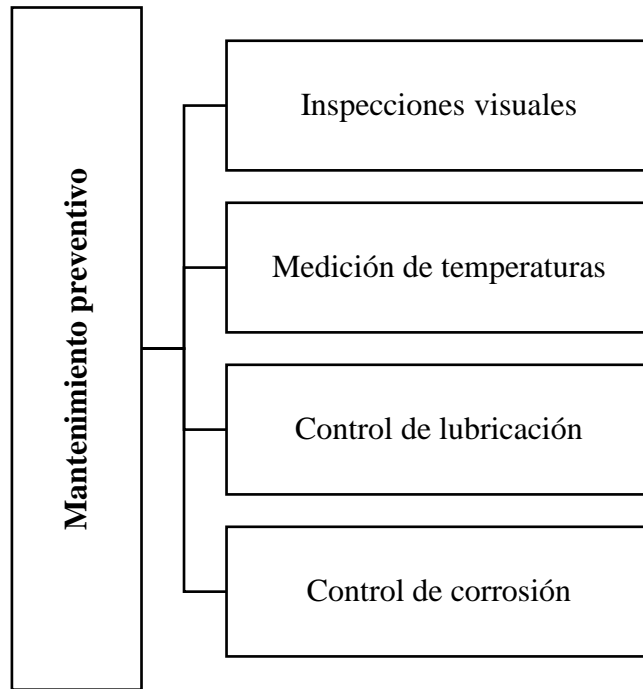 Mantenimiento preventivo
Inspecciones visuales
Medición de temperaturas
Control de lubricación
Control de corrosión